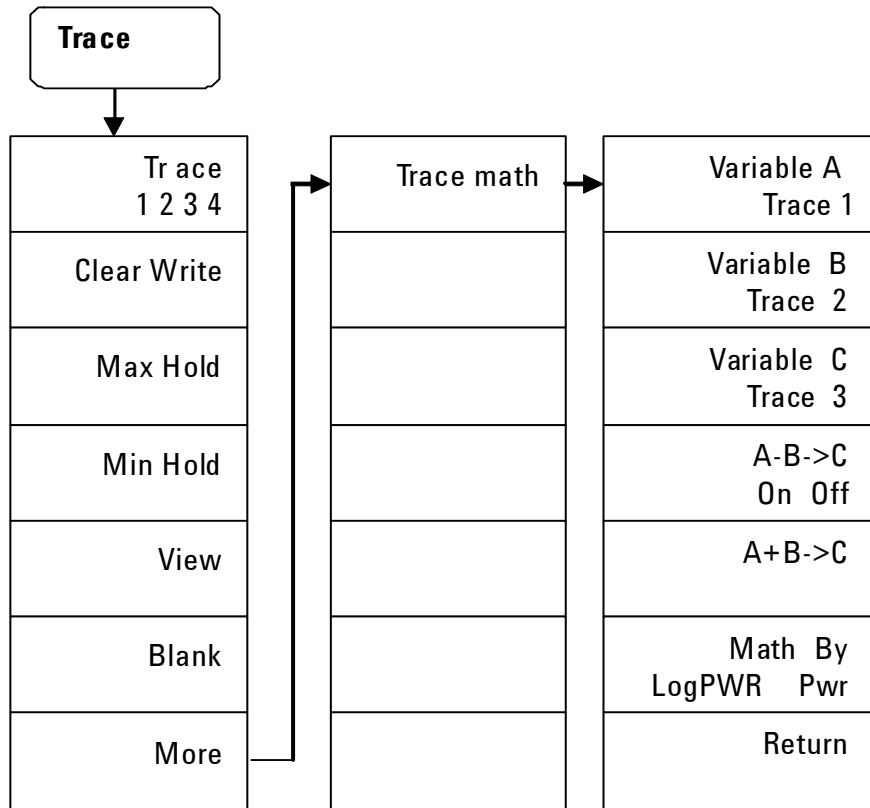 Trace
Trace
1 2 3 4
Clear Write
Max Hold
Min Hold
View
Blank
More
Trace math
Variable A
Trace 1
Variable B
Trace 2
Variable C
Trace 3
A-B->C
On Off
A+B->C
Math By
LogPWR Pwr
Return